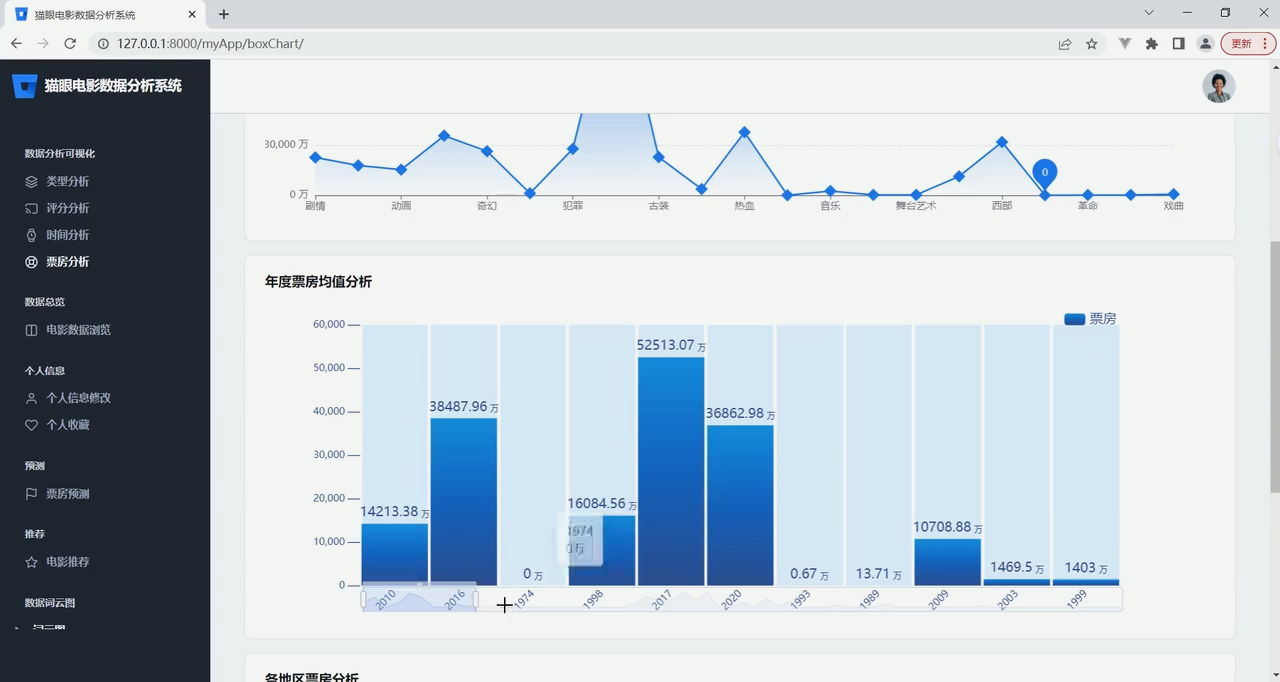 猫眼电影数据分析系统
127.0.0.1:8000/myApp/boxChart/
更新
猫眼电影数据分析系统
数据分析可视化
类型分析
评分分析
时间分析
票房分析
数据总览
电影数据浏览
个人信息
个人信息修改
个人收藏
预测
票房预测
推荐
电影推荐
数据词云图
词云图
30,000 万
0 万
0
剧情
动画
奇幻
犯罪
古装
热血
音乐
舞台艺术
西部
革命
戏曲
年度票房均值分析
票房
60,000
50,000
40,000
30,000
20,000
10,000
0
14213.38 万
38487.96 万
0 万
16084.56 万
52513.07 万
36862.98 万
0.67 万
13.71 万
10708.88 万
1469.5 万
1403 万
1974
0 万
2010
2016
1974
1998
2017
2020
1993
1989
2009
2003
1999
各地区票房分析